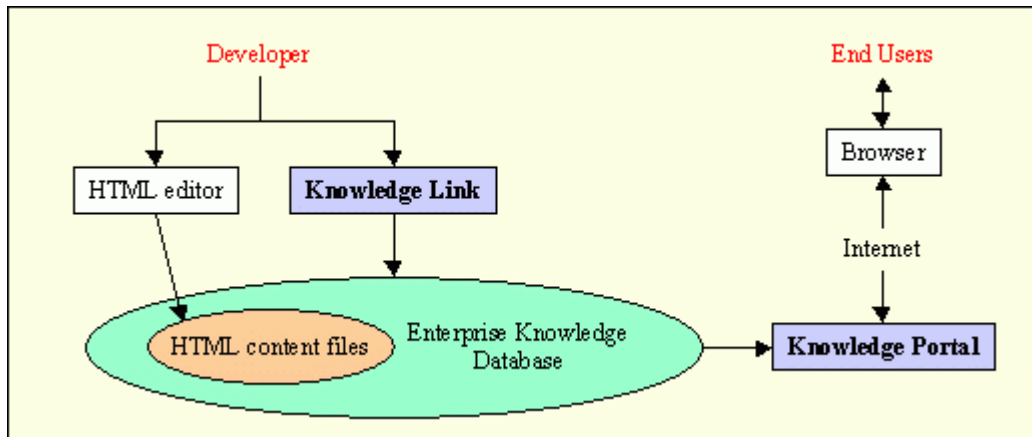 Developer
End Users
Browser
HTML editor
Knowledge Link
Internet
HTML content files
Enterprise Knowledge
Database
Knowledge Portal